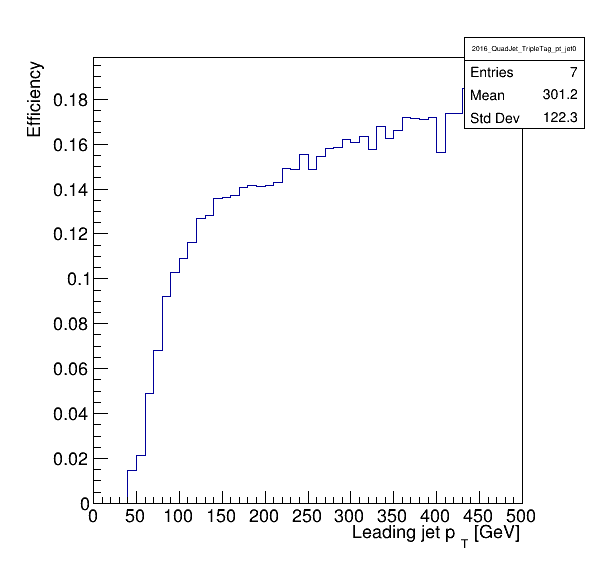 2016_QuadJet_TripleTag_pt_jet0
Entries 7
Mean 301.2
Std Dev 122.3
Efficiency
0.18
0.16
0.14
0.12
0.1
0.08
0.06
0.04
0.02
0
0 50 100 150 200 250 300 350 400 450 500
Leading jet p_T [GeV]